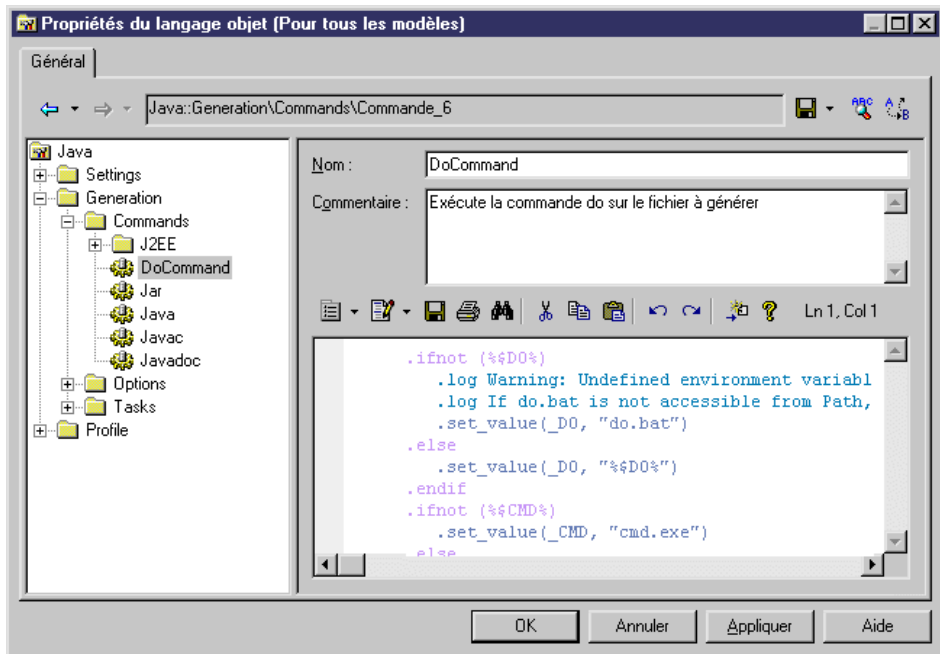 Propriétés du langage objet (Pour tous les modèles)
Général
Java::Generation\Commands\Commande_6
Java
Settings
Generation
Commands
J2EE
DoCommand
Jar
Java
Javac
Javadoc
Options
Tasks
Profile
Nom :
DoCommand
Commentaire :
Exécute la commande do sur le fichier à générer
Ln 1, Col 1
.ifnot (%$DO%)
.log Warning: Undefined environment variabl
.log If do.bat is not accessible from Path,
.set_value(_DO, "do.bat")
.else
.set_value(_DO, "%$DO%")
.endif
.ifnot (%$CMD%)
.set_value(_CMD, "cmd.exe")
.else
OK
Annuler
Appliquer
Aide